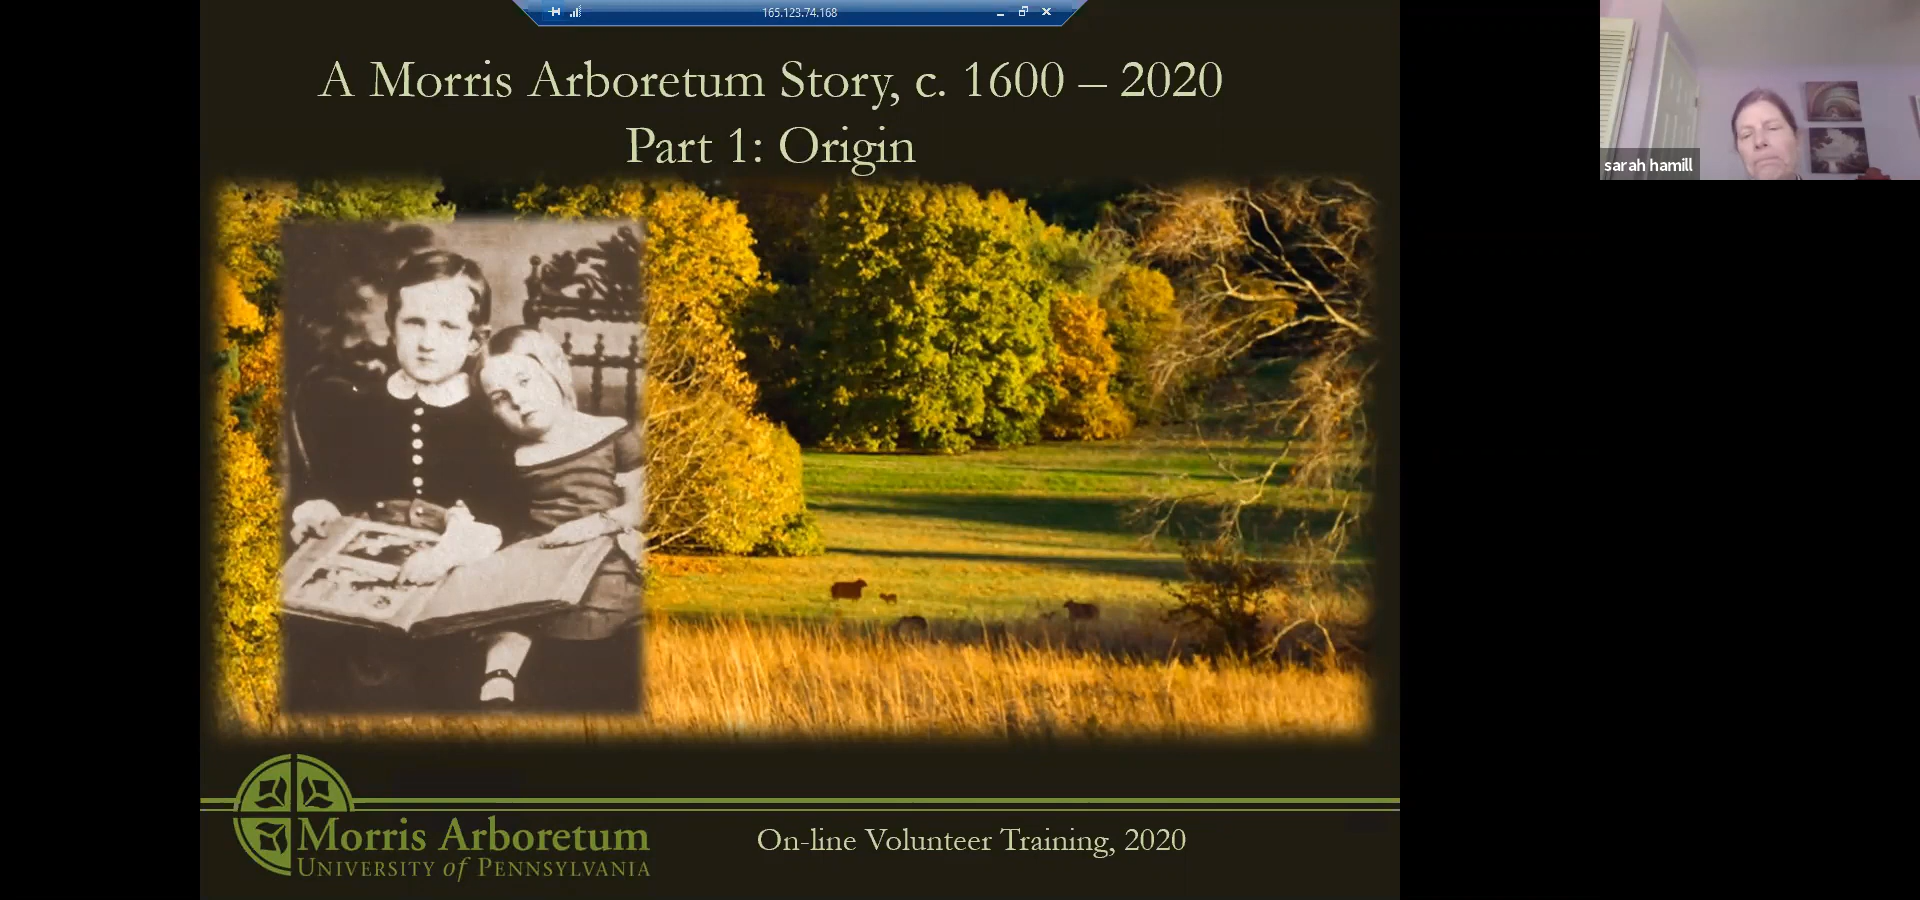 165.123.74.168
A Morris Arboretum Story, c. 1600 – 2020
Part 1: Origin
sarah hamill
Morris Arboretum
UNIVERSITY of PENNSYLVANIA
On-line Volunteer Training, 2020